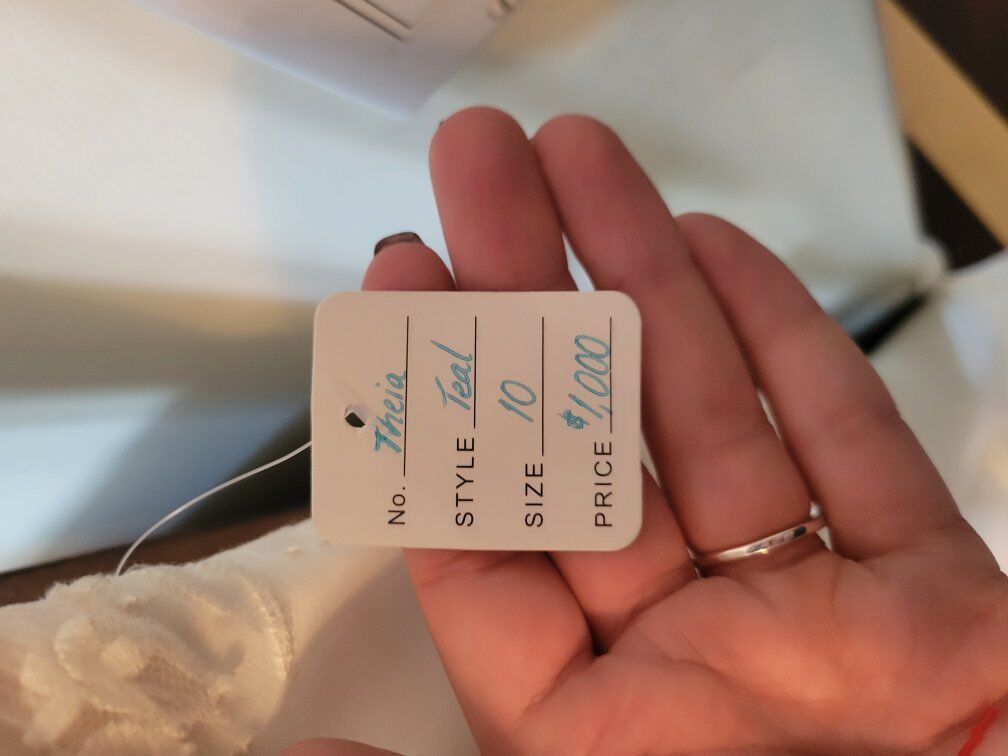 No. Theia
STYLE Teal
SIZE 10
PRICE $1,000